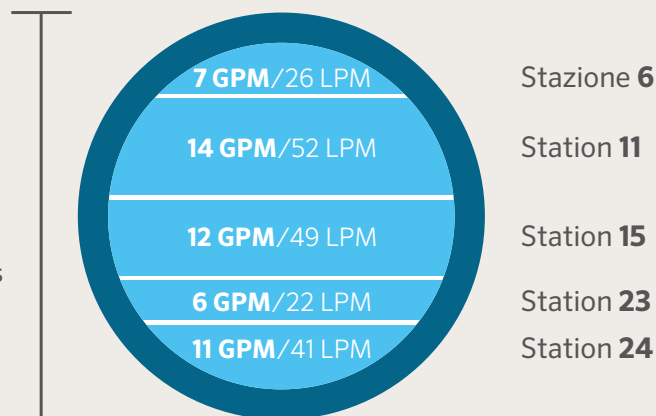 7 GPM/26 LPM Stazione 6
14 GPM/52 LPM Station 11
12 GPM/49 LPM Station 15
s
6 GPM/22 LPM Station 23
11 GPM/41 LPM Station 24